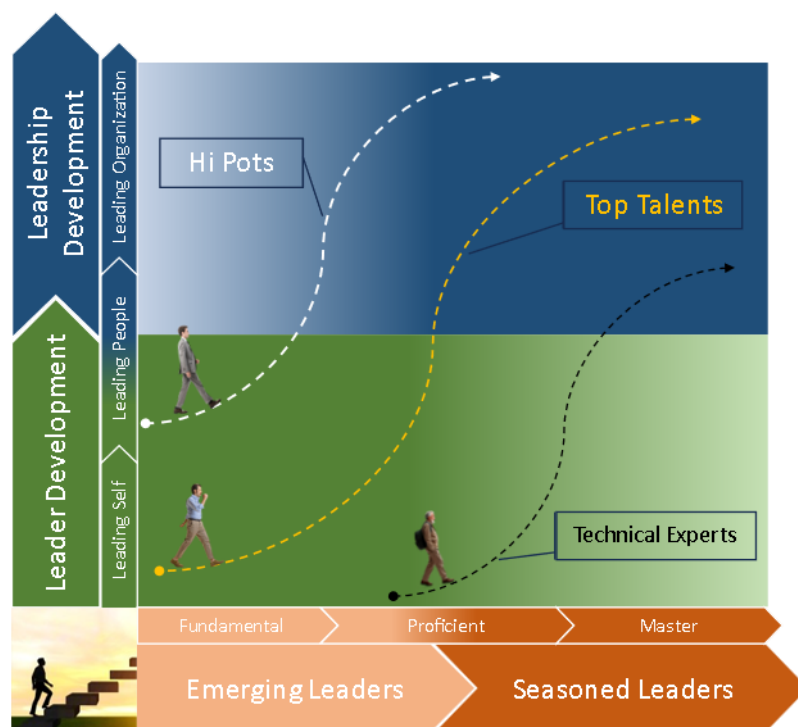 Leadership
Development
Leader Development
Leading Organization
Leading People
Leading Self
Hi Pots
Top Talents
Technical Experts
Fundamental
Proficient
Master
Emerging Leaders
Seasoned Leaders